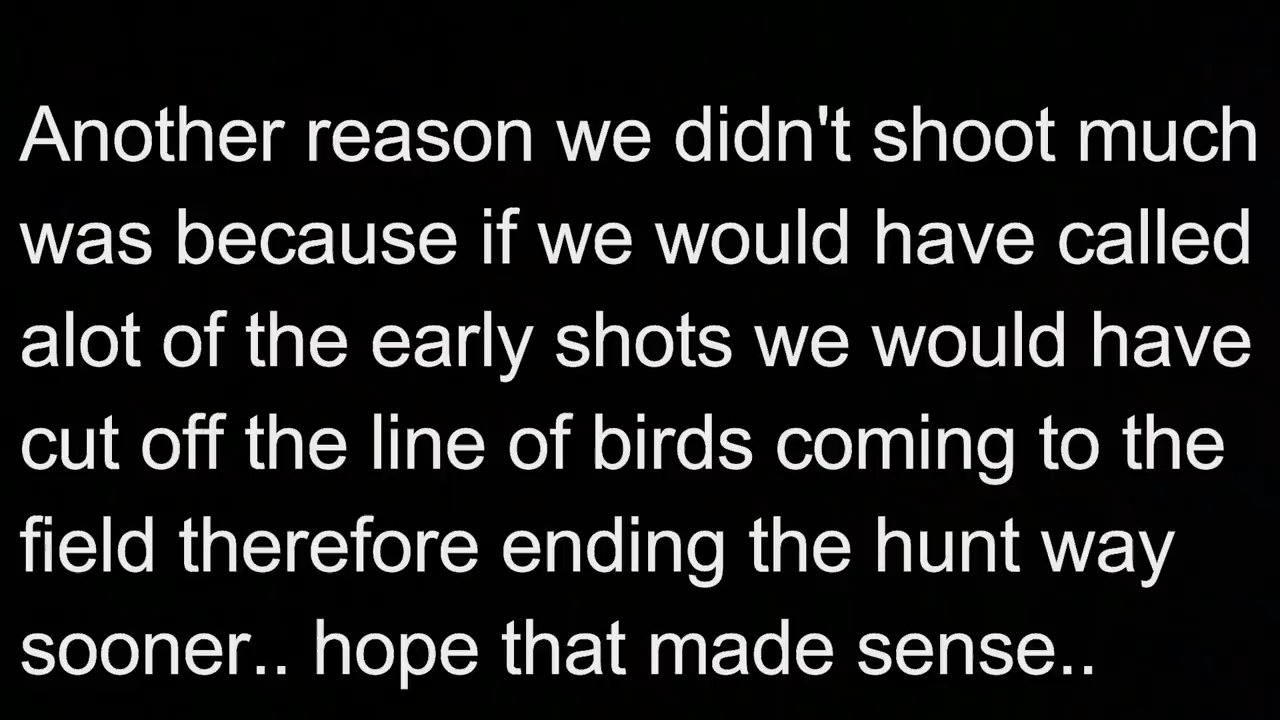 Another reason we didn't shoot much
was because if we would have called
alot of the early shots we would have
cut off the line of birds coming to the
field therefore ending the hunt way
sooner.. hope that made sense..